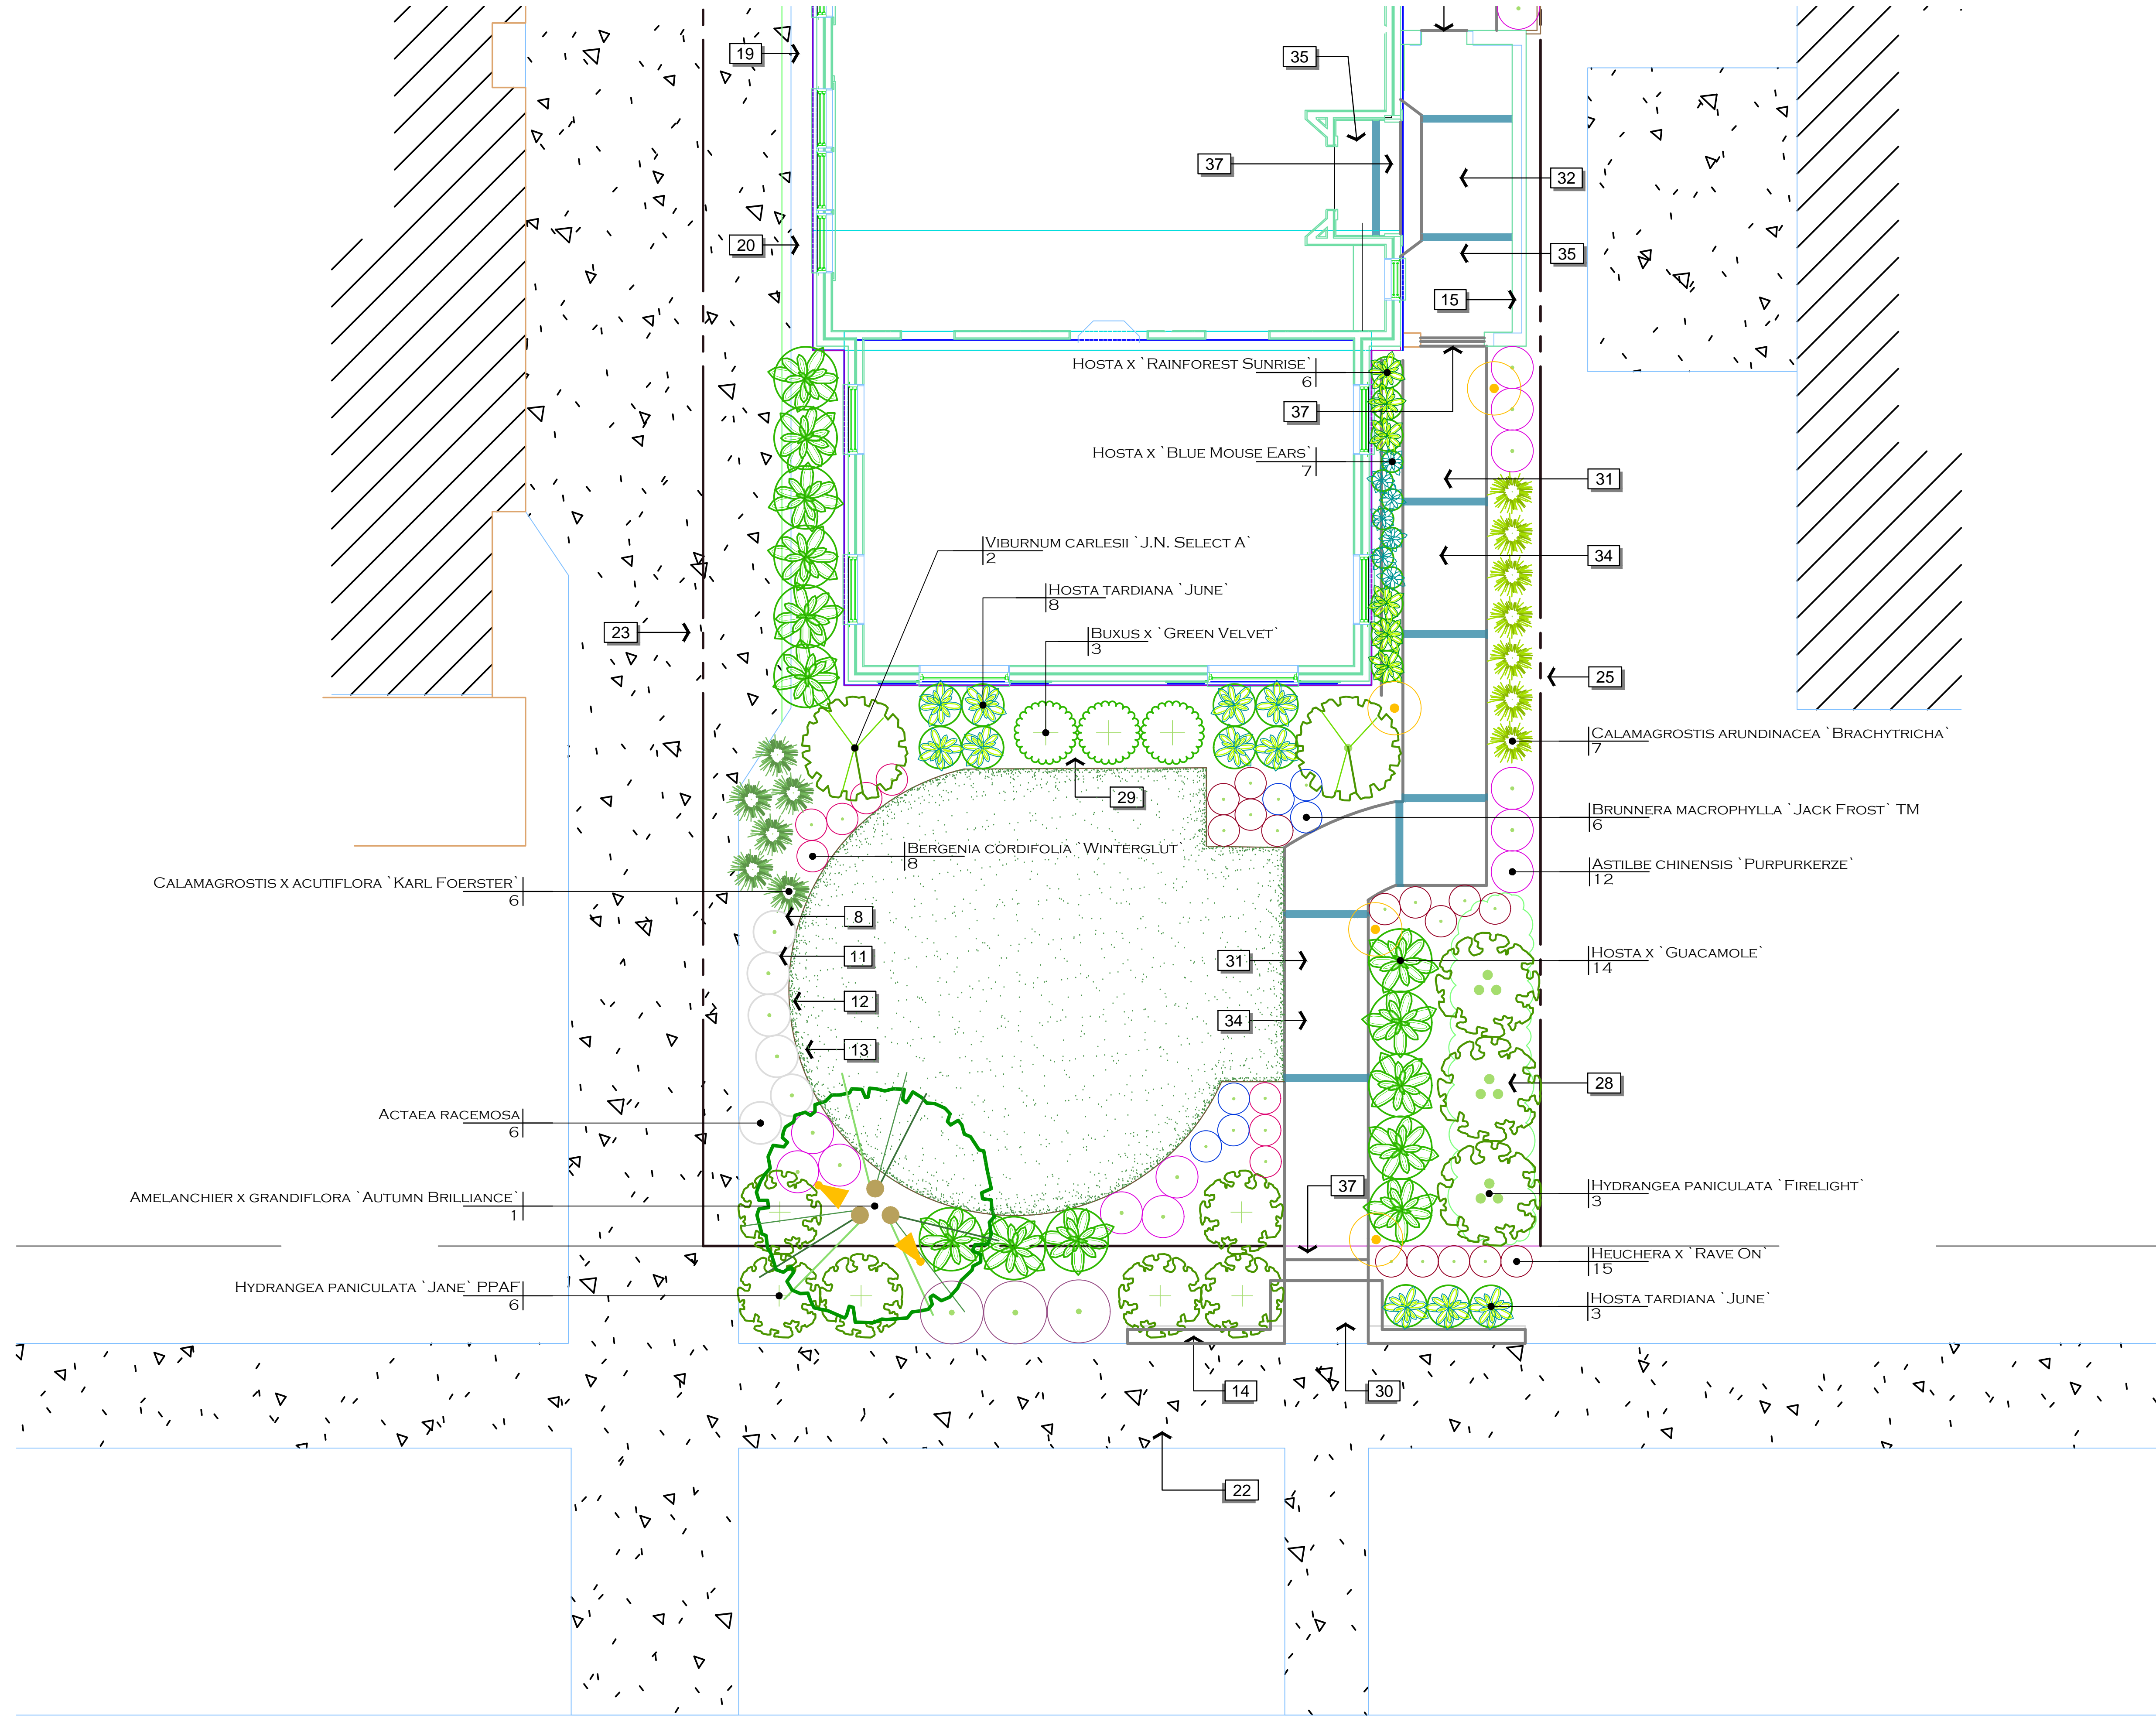 19
35
37
32
20
35
15
HOSTA X `RAINFOREST SUNRISE`
6
37
HOSTA X `BLUE MOUSE EARS`
7
31
VIBURNUM CARLESII `J.N. SELECT A`
2
34
HOSTA TARDIANA `JUNE`
8
23
BUXUS X `GREEN VELVET`
3
25
CALAMAGROSTIS ARUNDINACEA `BRACHYTRICHA`
7
29
BRUNNERA MACROPHYLLA `JACK FROST` TM
6
BERGENIA CORDIFOLIA `WINTERGLUT`
8
ASTILBE CHINENSIS `PURPURKERZE`
12
CALAMAGROSTIS X ACUTIFLORA `KARL FOERSTER`
6
8
11
31
HOSTA X `GUACAMOLE`
14
12
34
13
28
ACTAEA RACEMOSA
6
37
HYDRANGEA PANICULATA `FIRELIGHT`
3
AMELANCHIER X GRANDIFLORA `AUTUMN BRILLIANCE`
1
HEUCHERA X `RAVE ON`
15
HYDRANGEA PANICULATA `JANE` PPAF
6
HOSTA TARDIANA `JUNE`
3
14
30
22